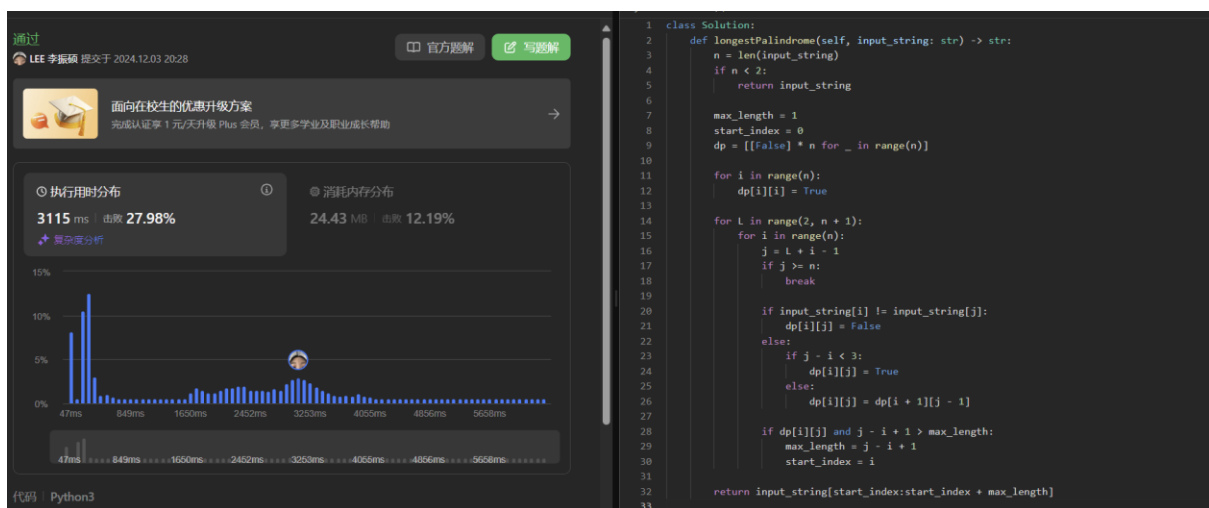 通过
LEE 李振硕 提交于 2024.12.03 20:28
官方题解
写题解
面向在校生的优惠升级方案
完成认证享 1 元/天升级 Plus 会员，享更多学业及职业成长帮助
执行用时分布
3115 ms 击败 27.98%
复杂度分析
消耗内存分布
24.43 MB 击败 12.19%
15%
10%
5%
0%
47ms 849ms 1650ms 2452ms 3253ms 4055ms 4856ms 5658ms
47ms 849ms 1650ms 2452ms 3253ms 4055ms 4856ms 5658ms
代码 Python3
1 class Solution:
2 def longestPalindrome(self, input_string: str) -> str:
3 n = len(input_string)
4 if n < 2:
5 return input_string
6
7 max_length = 1
8 start_index = 0
9 dp = [[False] * n for _ in range(n)]
10
11 for i in range(n):
12 dp[i][i] = True
13
14 for L in range(2, n + 1):
15 for i in range(n):
16 j = L + i - 1
17 if j >= n:
18 break
19
20 if input_string[i] != input_string[j]:
21 dp[i][j] = False
22 else:
23 if j - i < 3:
24 dp[i][j] = True
25 else:
26 dp[i][j] = dp[i + 1][j - 1]
27
28 if dp[i][j] and j - i + 1 > max_length:
29 max_length = j - i + 1
30 start_index = i
31
32 return input_string[start_index:start_index + max_length]
33